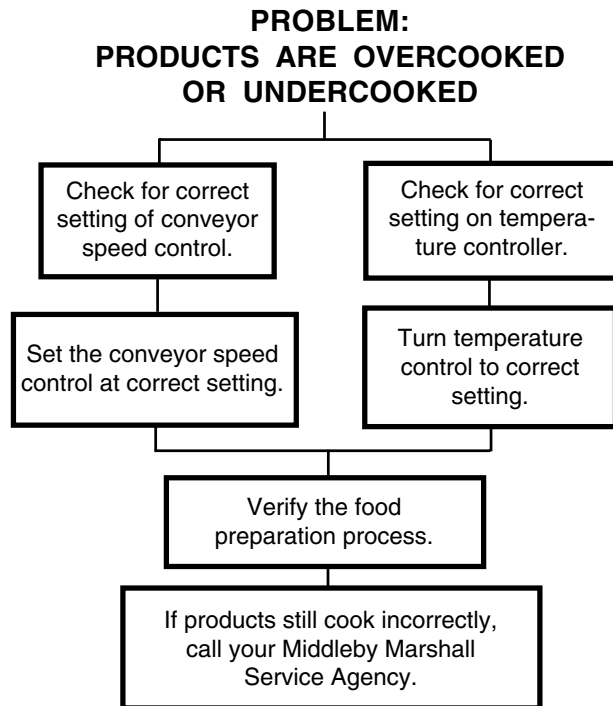 PROBLEM:
PRODUCTS ARE OVERCOOKED
OR UNDERCOOKED
Check for correct
setting of conveyor
speed control.
Check for correct
setting on tempera-
ture controller.
Set the conveyor speed
control at correct setting.
Turn temperature
control to correct
setting.
Verify the food
preparation process.
If products still cook incorrectly,
call your Middleby Marshall
Service Agency.